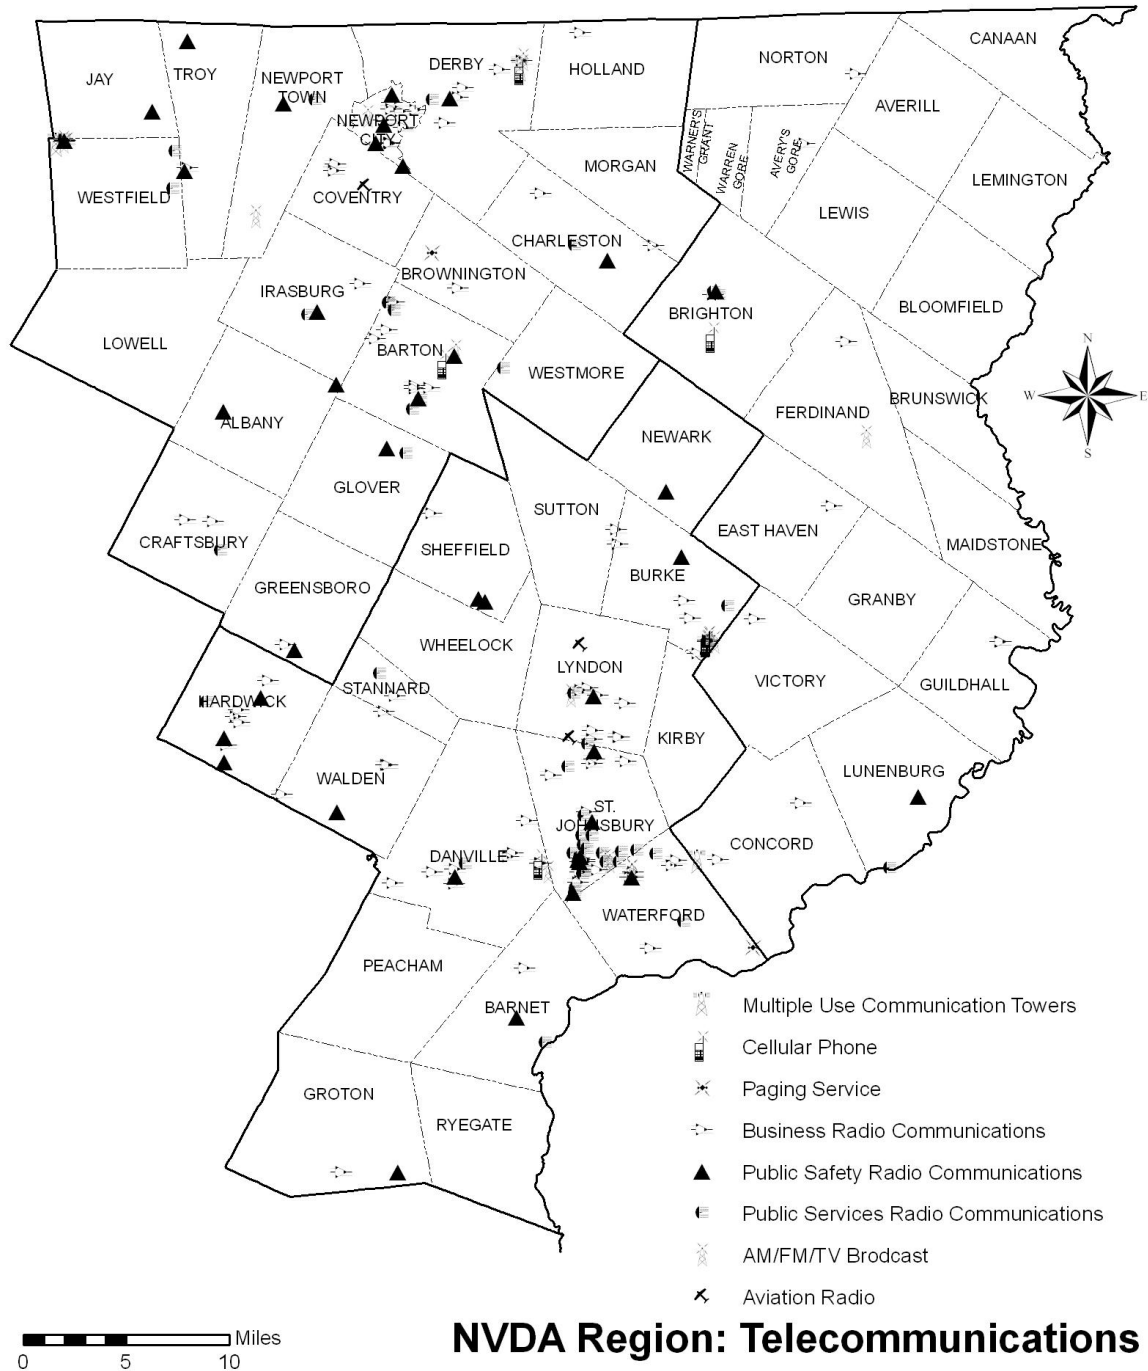 CANAAN
NORTON
DERBY
HOLLAND
JAY
TROY
NEWPORT
TOWN
AVERILL
NEWPORT
CITY
WARNER'S
GRANT
WARREN
GORE
AVERY'S
GORE
MORGAN
LEMINGTON
WESTFIELD
COVENTRY
LEWIS
CHARLESTON
BROWNINGTON
IRASBURG
BRIGHTON
BLOOMFIELD
LOWELL
BARTON
WESTMORE
N
W
E
S
BRUNSWICK
FERDINAND
ALBANY
NEWARK
GLOVER
SUTTON
EAST HAVEN
CRAFTSBURY
SHEFFIELD
MAIDSTONE
BURKE
GREENSBORO
GRANBY
WHEELOCK
LYNDON
STANNARD
VICTORY
GUILDHALL
HARDWICK
KIRBY
WALDEN
LUNENBURG
ST.
JOHNSBURY
CONCORD
DANVILLE
WATERFORD
PEACHAM
BARNET
GROTON
RYEGATE
Multiple Use Communication Towers
Cellular Phone
Paging Service
Business Radio Communications
Public Safety Radio Communications
Public Services Radio Communications
AM/FM/TV Brodcast
Aviation Radio
Miles
0 5 10
NVDA Region: Telecommunications